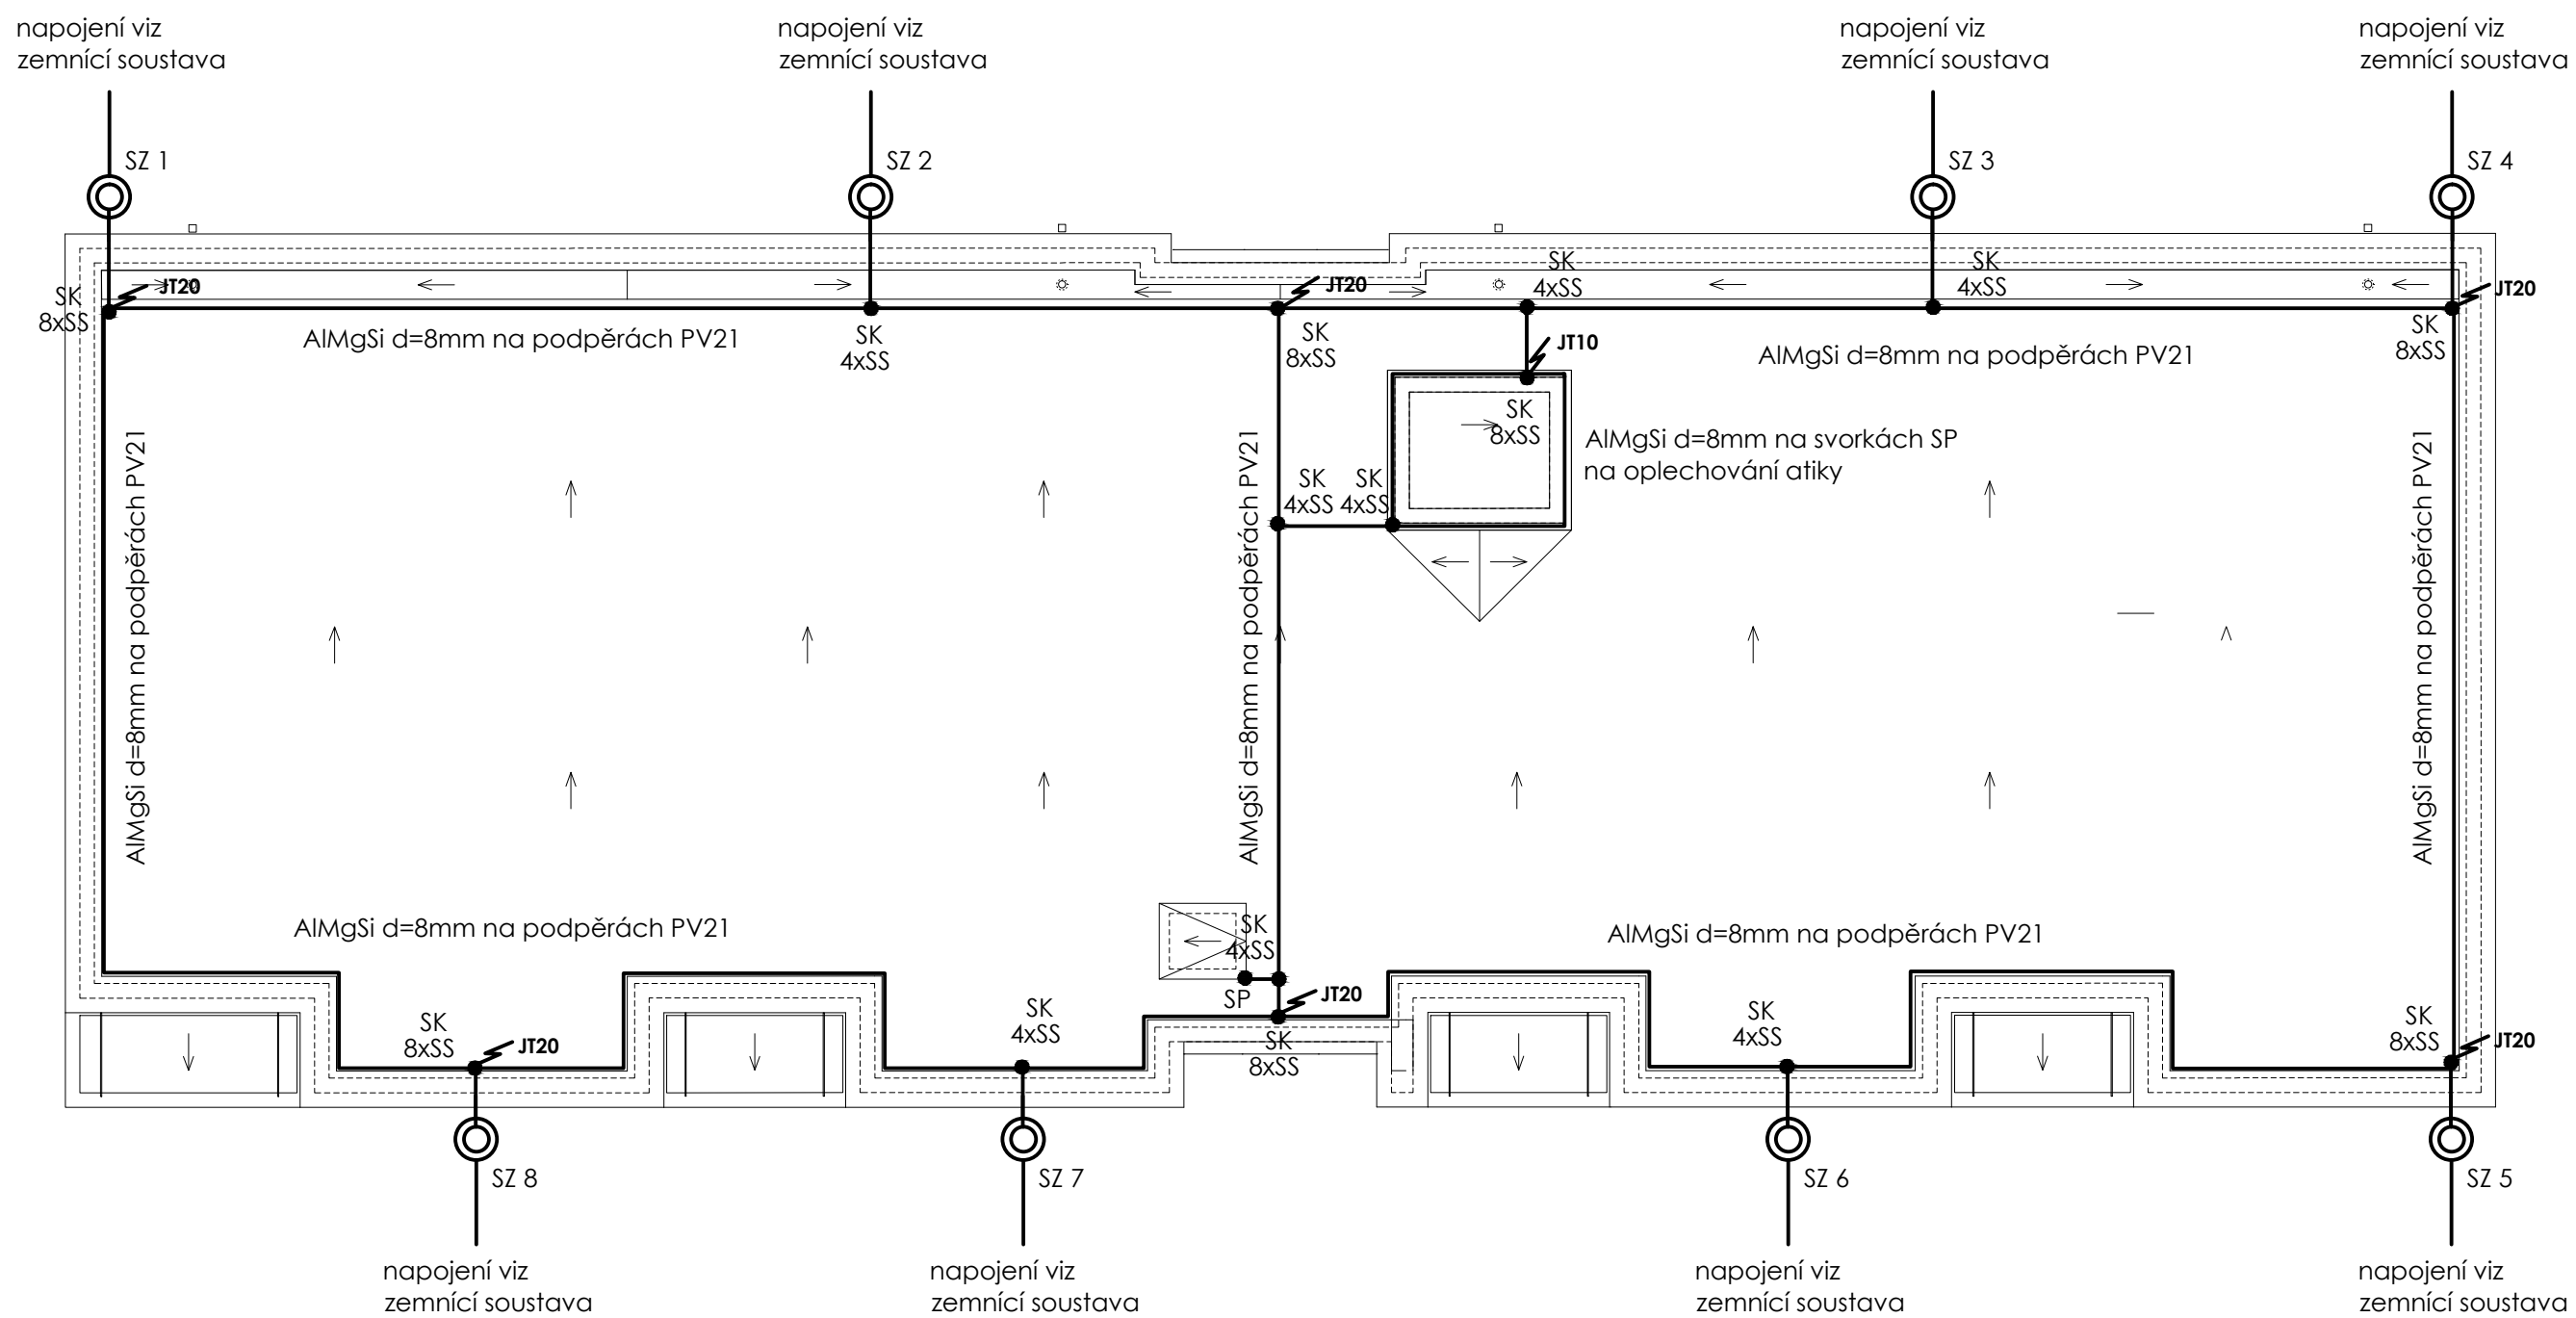 napojení viz
zemnící soustava
napojení viz
zemnící soustava
napojení viz
zemnící soustava
napojení viz
zemnící soustava
SZ 1
SZ 2
SZ 3
SZ 4
SK
8xSS
JT20
SK
4xSS
JT20
SK
8xSS
SK
4xSS
SK
4xSS
JT20
SK
8xSS
AlMgSi d=8mm na podpěrách PV21
JT10
AlMgSi d=8mm na podpěrách PV21
SK
8xSS
AlMgSi d=8mm na svorkách SP
na oplechování atiky
SK
4xSS
SK
4xSS
AlMgSi d=8mm na podpěrách PV21
AlMgSi d=8mm na podpěrách PV21
AlMgSi d=8mm na podpěrách PV21
AlMgSi d=8mm na podpěrách PV21
SK
4xSS
AlMgSi d=8mm na podpěrách PV21
SP
JT20
SK
8xSS
JT20
SK
4xSS
SK
8xSS
SK
4xSS
SK
8xSS
JT20
SZ 8
SZ 7
SZ 6
SZ 5
napojení viz
zemnící soustava
napojení viz
zemnící soustava
napojení viz
zemnící soustava
napojení viz
zemnící soustava